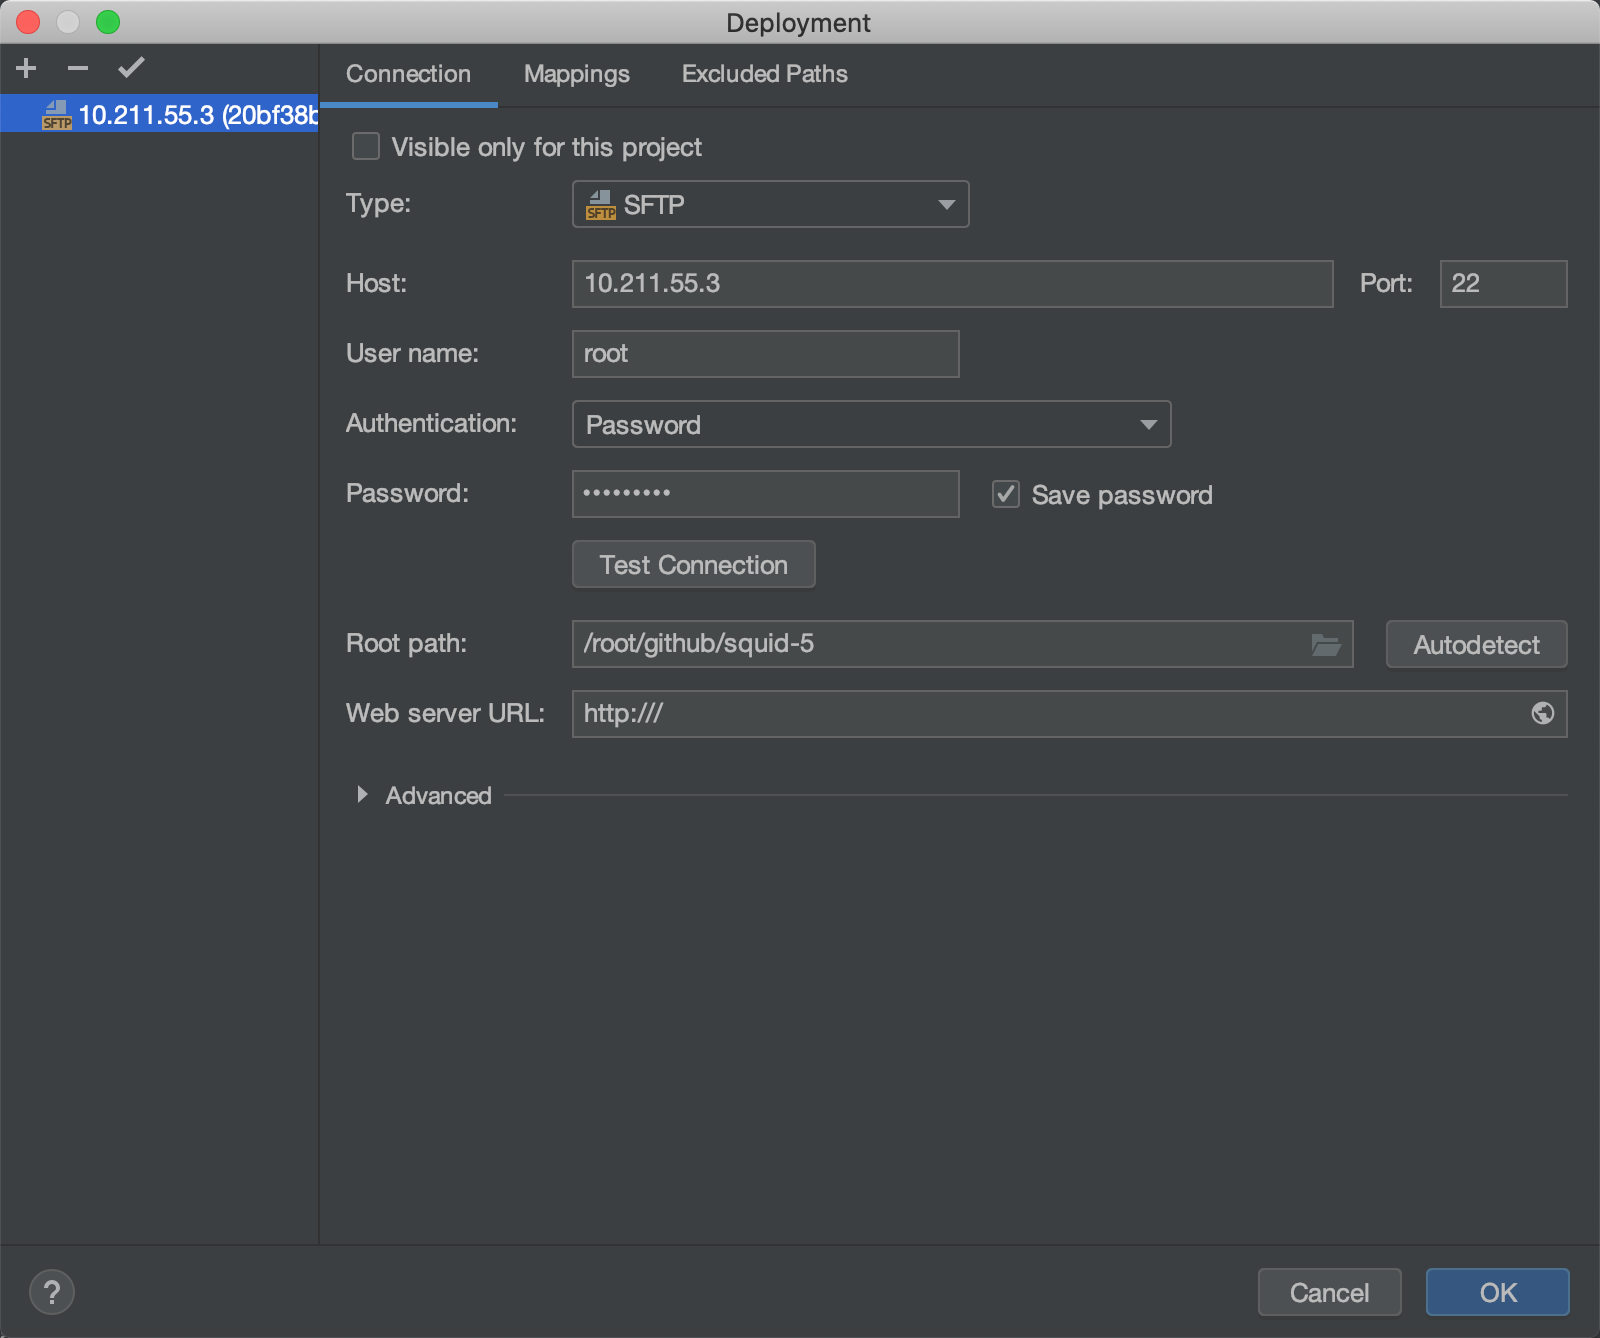 Deployment
Connection Mappings Excluded Paths
SFTP 10.211.55.3 (20bf38b
Visible only for this project
Type: SFTP SFTP
Host: 10.211.55.3 Port: 22
User name: root
Authentication: Password
Password: ••••••••• Save password
Test Connection
Root path: /root/github/squid-5 Autodetect
Web server URL: http:///
Advanced
? Cancel OK